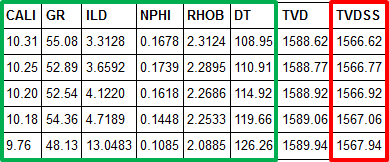 CALI GR ILD NPHI RHOB DT TVD TVDSS
10.31 55.08 3.3128 0.1678 2.3124 108.95 1588.62 1566.62
10.25 52.89 3.6592 0.1739 2.2895 110.91 1588.77 1566.77
10.20 52.54 4.1220 0.1618 2.2686 114.92 1588.92 1566.92
10.18 54.36 4.7189 0.1448 2.2533 119.66 1589.06 1567.06
9.76 48.13 13.0483 0.1085 2.0885 126.26 1589.94 1567.94